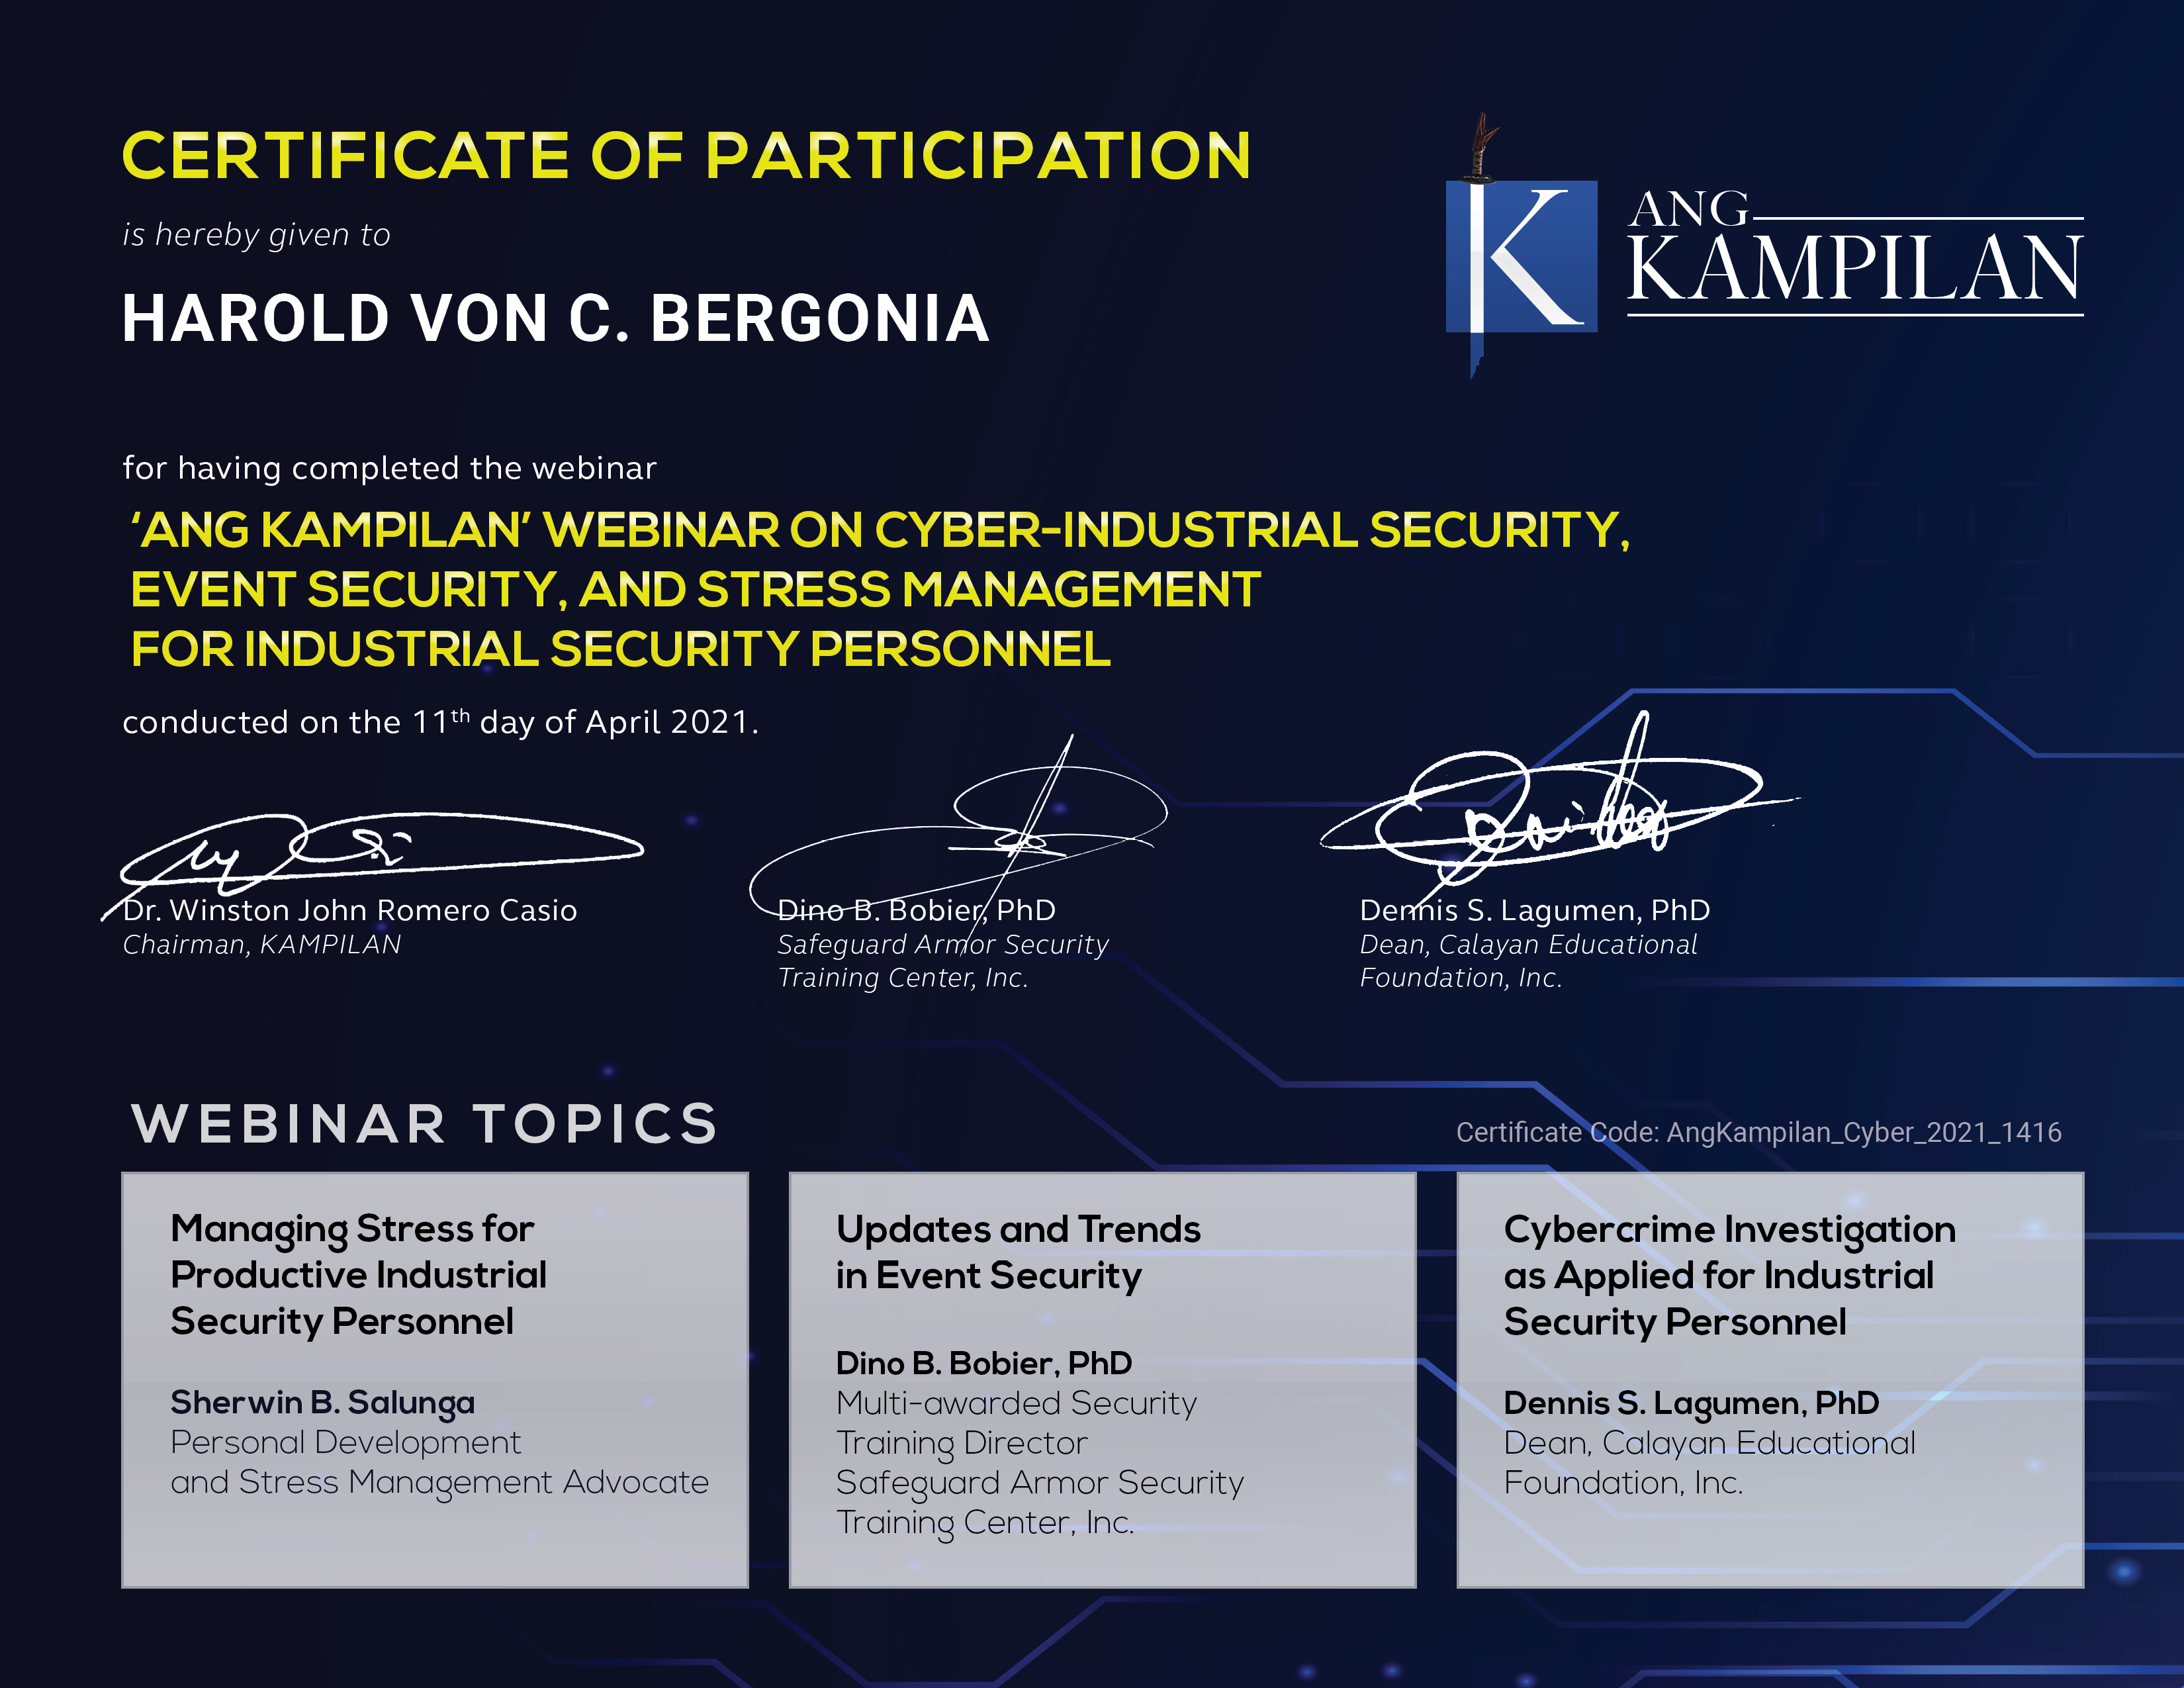 CERTIFICATE OF PARTICIPATION
is hereby given to
HAROLD VON C. BERGONIA
K
ANG
KAMPILAN
for having completed the webinar
‘ANG KAMPILAN’ WEBINAR ON CYBER-INDUSTRIAL SECURITY,
EVENT SECURITY, AND STRESS MANAGEMENT
FOR INDUSTRIAL SECURITY PERSONNEL
conducted on the 11th day of April 2021.
Dr. Winston John Romero Casio
Chairman, KAMPILAN
Dino B. Bobier, PhD
Safeguard Armor Security
Training Center, Inc.
Dennis S. Lagumen, PhD
Dean, Calayan Educational
Foundation, Inc.
WEBINAR TOPICS
Certificate Code: AngKampilan_Cyber_2021_1416
Managing Stress for
Productive Industrial
Security Personnel
Sherwin B. Salunga
Personal Development
and Stress Management Advocate
Updates and Trends
in Event Security
Dino B. Bobier, PhD
Multi-awarded Security
Training Director
Safeguard Armor Security
Training Center, Inc.
Cybercrime Investigation
as Applied for Industrial
Security Personnel
Dennis S. Lagumen, PhD
Dean, Calayan Educational
Foundation, Inc.